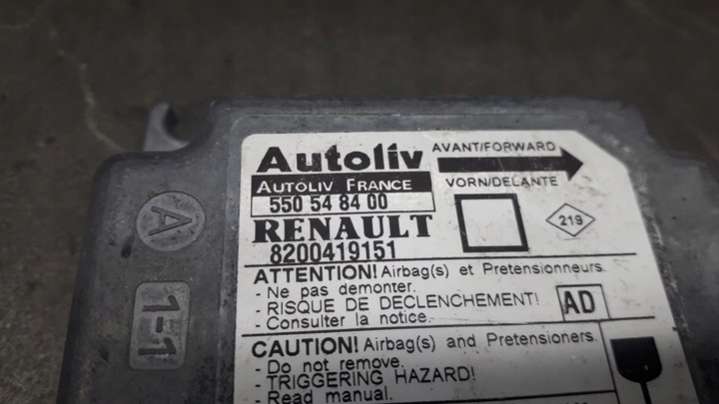 Autoliv
AVANT/FORWARD
AUTOLIV FRANCE
VORN/DELANTE
550 54 84 00
RENAULT
219
8200419151
ATTENTION! Airbag(s) et Pretensionneurs
- Ne pas demonter.
- RISQUE DE DECLENCHEMENT!
AD
- Consulter la notice.
CAUTION! Airbag(s) and Pretensioners.
- Do not remove.
- TRIGGERING HAZARD!
- Read manual.
A
1-1